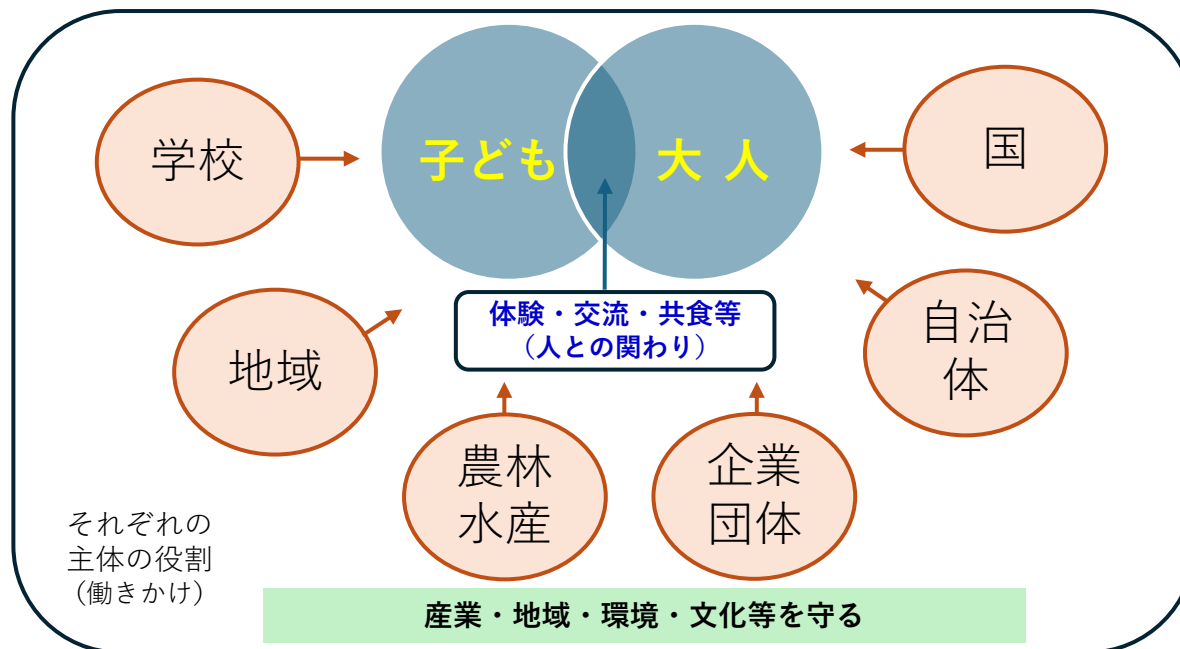 学校
子ども
大 人
国
地域
体験・交流・共食等
（人との関わり）
自治
体
農林
水産
企業
団体
それぞれの
主体の役割
（働きかけ）
産業・地域・環境・文化等を守る